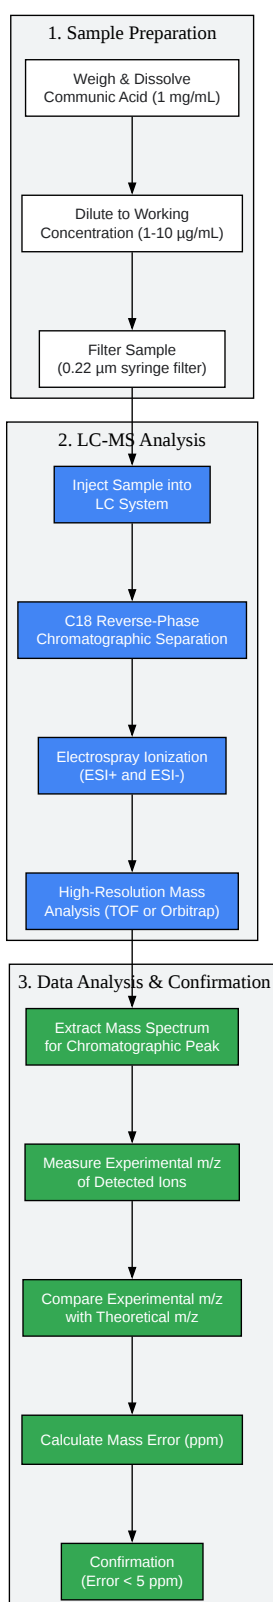 1. Sample Preparation
Weigh & Dissolve
Communic Acid (1 mg/mL)
Dilute to Working
Concentration (1-10 µg/mL)
Filter Sample
(0.22 µm syringe filter)
2. LC-MS Analysis
Inject Sample into
LC System
C18 Reverse-Phase
Chromatographic Separation
Electrospray Ionization
(ESI+ and ESI-)
High-Resolution Mass
Analysis (TOF or Orbitrap)
3. Data Analysis & Confirmation
Extract Mass Spectrum
for Chromatographic Peak
Measure Experimental m/z
of Detected Ions
Compare Experimental m/z
with Theoretical m/z
Calculate Mass Error (ppm)
Confirmation
(Error < 5 ppm)